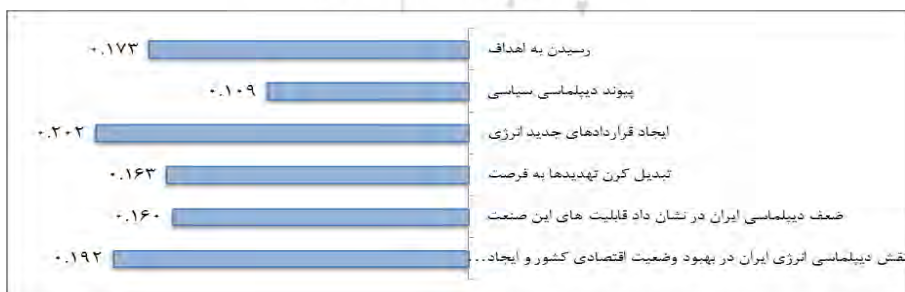 رسیدن به اهداف ۰.۱۷۳
پیوند دیپلماسی سیاسی ۰.۱۰۹
ایجاد قراردادهای جدید انرژی ۰.۲۰۲
تبدیل کرن تهدیدها به فرصت ۰.۱۶۳
ضعف دیپلماسی ایران در نشان داد قابلیت های این صنعت ۰.۱۶۰
نقش دیپلماسی انرژی ایران در بهبود وضعیت اقتصادی کشور و ایجاد... ۰.۱۹۲